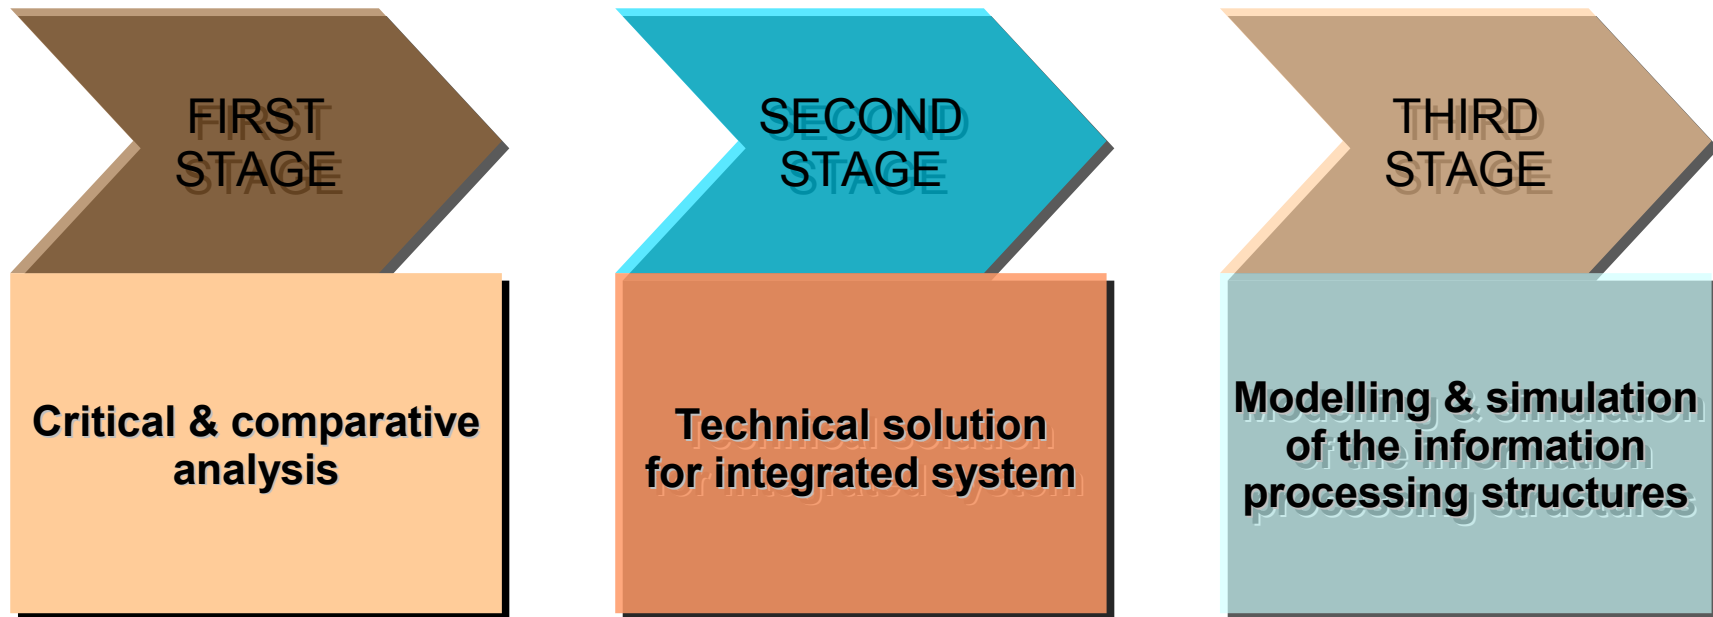 FIRST
STAGE
Critical & comparative
analysis
SECOND
STAGE
Technical solution
for integrated system
THIRD
STAGE
Modelling & simulation
of the information
processing structures